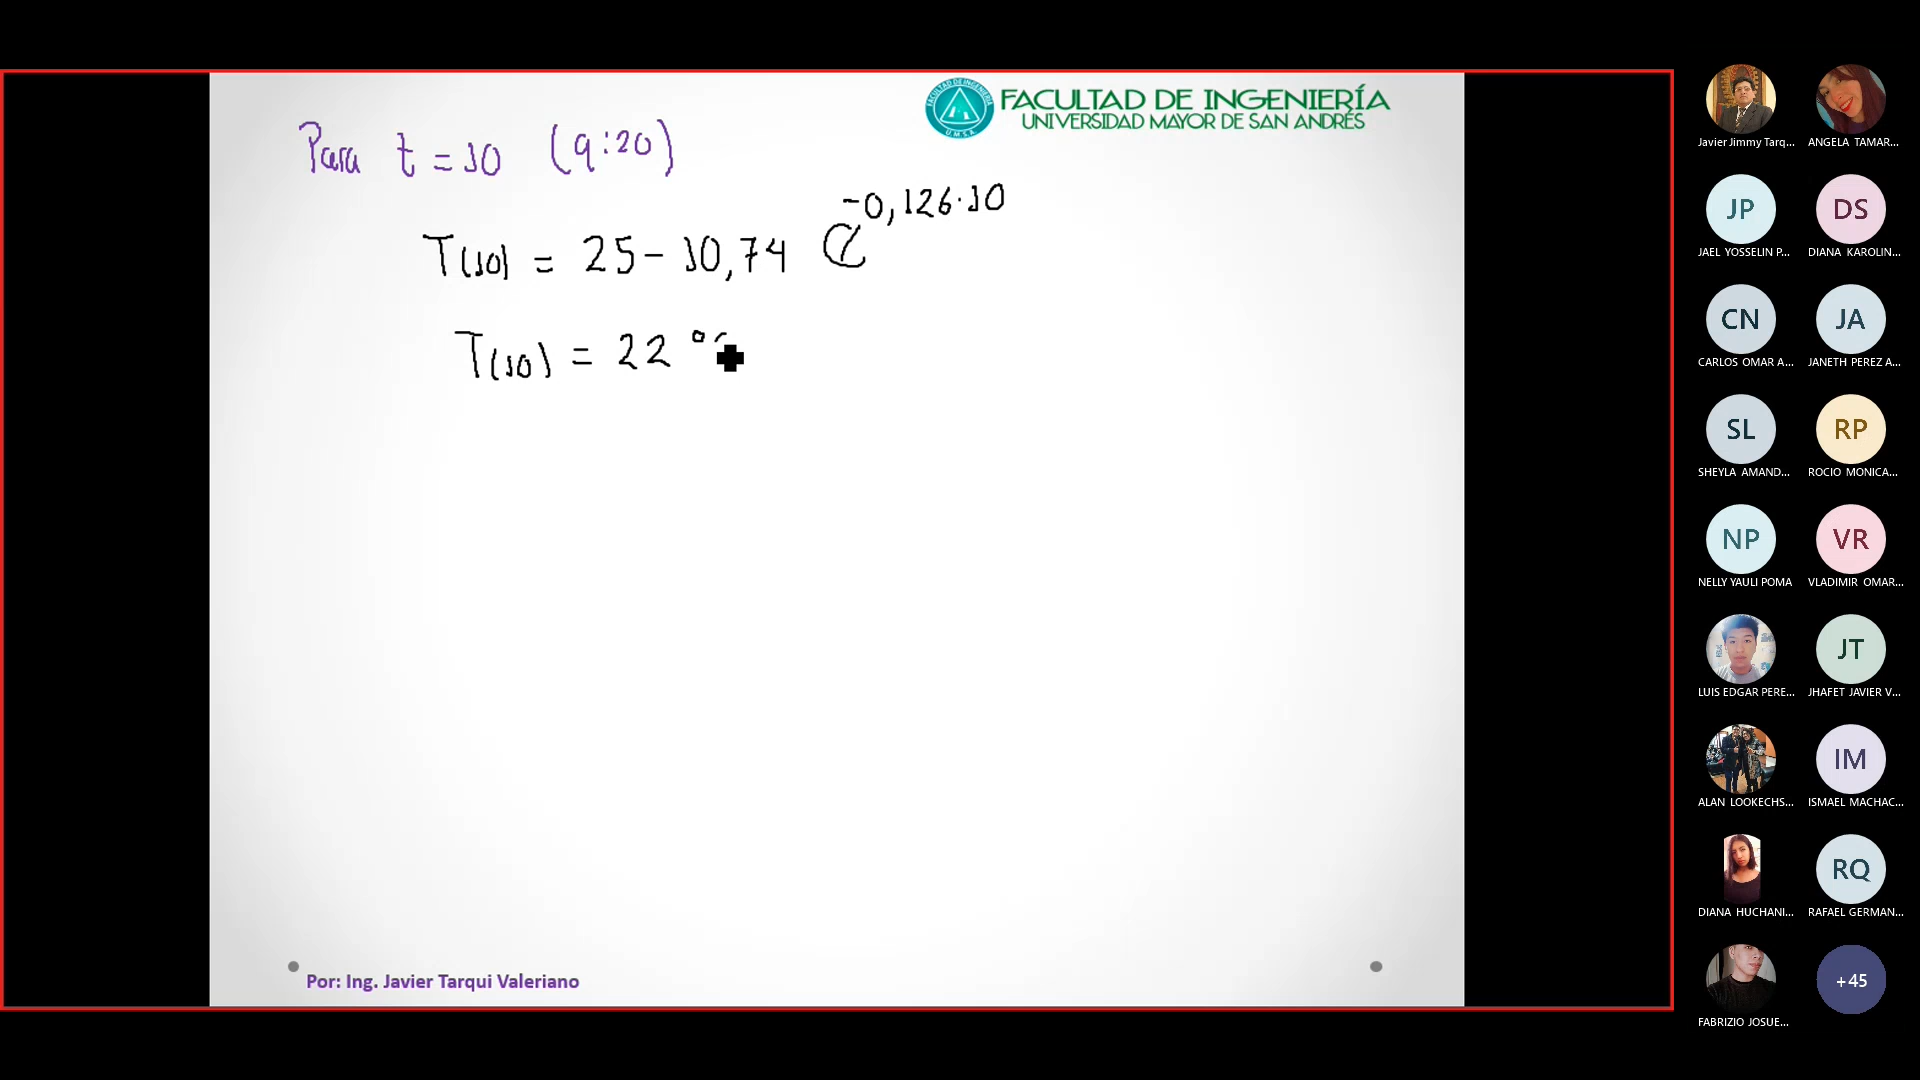 FACULTAD DE INGENIERÍA
UNIVERSIDAD MAYOR DE SAN ANDRÉS
FACULTAD DE INGENIERÍA
U.M.S.A.
Para t = 10 (9:20)
T(10) = 25 - 10,74 e^-0,126·10
T(10) = 22 °C
Por: Ing. Javier Tarqui Valeriano
Javier Jimmy Tarq...
ANGELA TAMAR...
JP
DS
JAEL YOSSELIN P...
DIANA KAROLIN...
CN
JA
CARLOS OMAR A...
JANETH PEREZ A...
SL
RP
SHEYLA AMAND...
ROCIO MONICA...
NP
VR
NELLY YAULI POMA
VLADIMIR OMAR...
JT
LUIS EDGAR PERE...
JHAFET JAVIER V...
IM
ALAN LOOKECHS...
ISMAEL MACHAC...
RQ
DIANA HUCHANI...
RAFAEL GERMAN...
+45
FABRIZIO JOSUE...